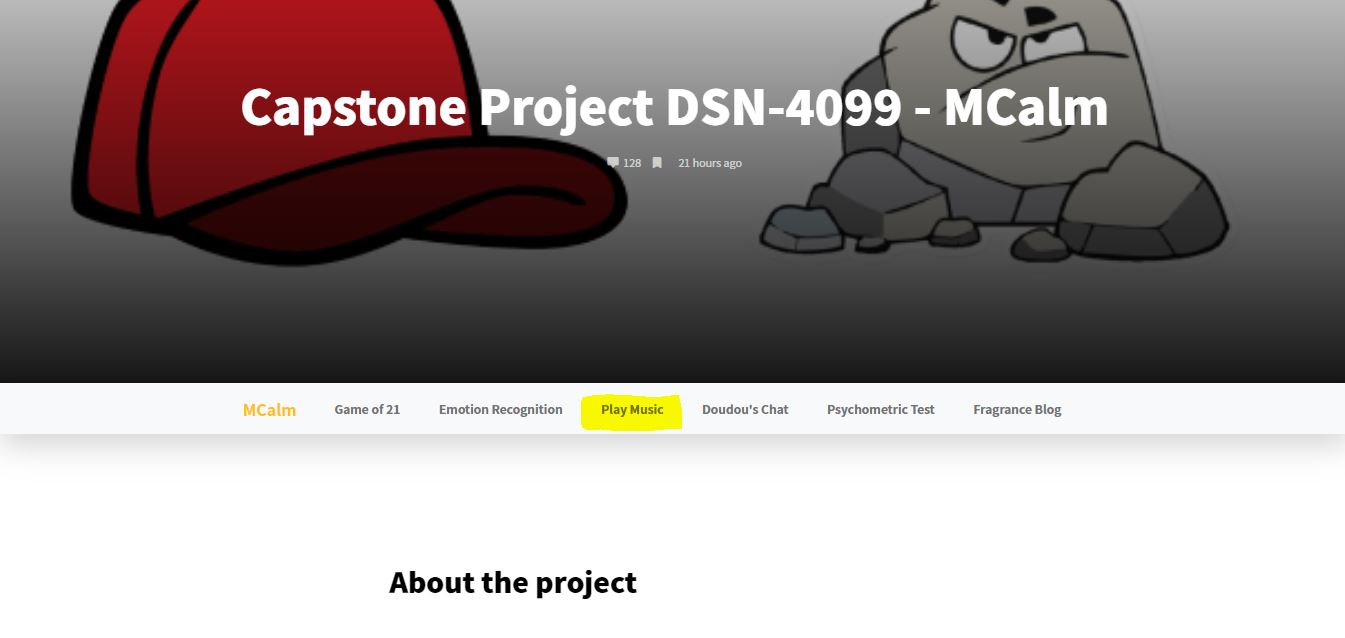 Capstone Project DSN-4099 - MCalm
128 21 hours ago
MCalm Game of 21 Emotion Recognition Play Music Doudou's Chat Psychometric Test Fragrance Blog
About the project